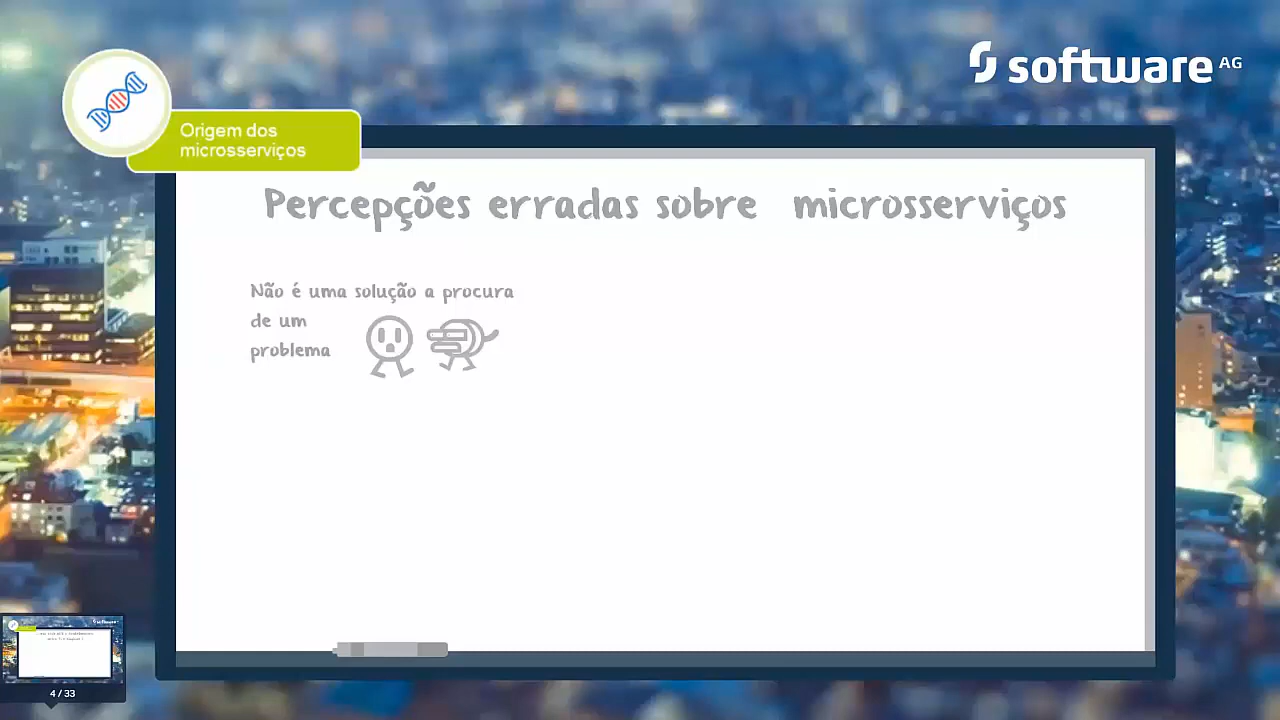 software AG
Origem dos
microsserviços
Percepções erradas sobre microsserviços
Não é uma solução a procura
de um
problema
4 / 33